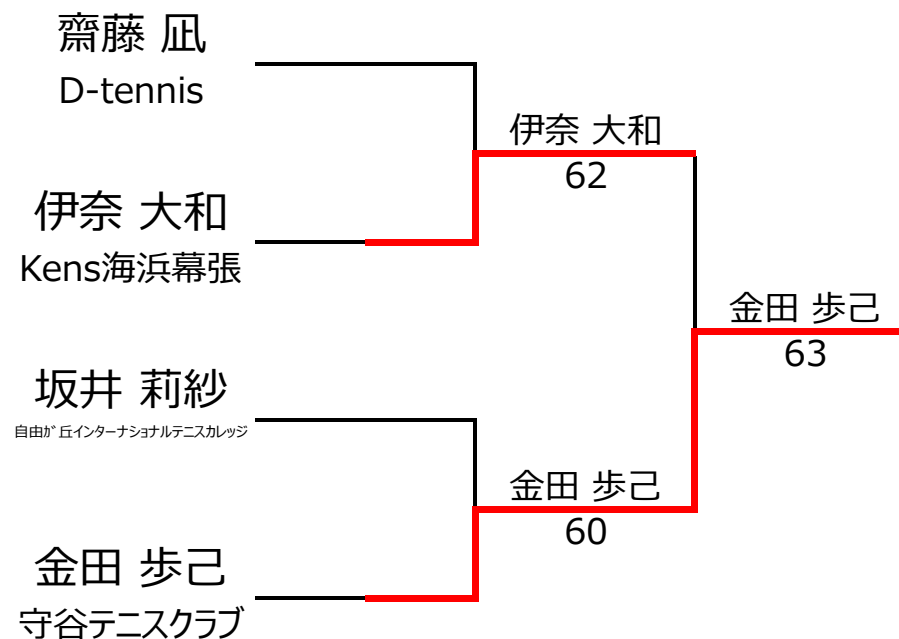 齋藤 凪
D-tennis
伊奈 大和
62
伊奈 大和
Kens海浜幕張
金田 歩己
63
坂井 莉紗
自由が丘インターナショナルテニスカレッジ
金田 歩己
60
金田 歩己
守谷テニスクラブ